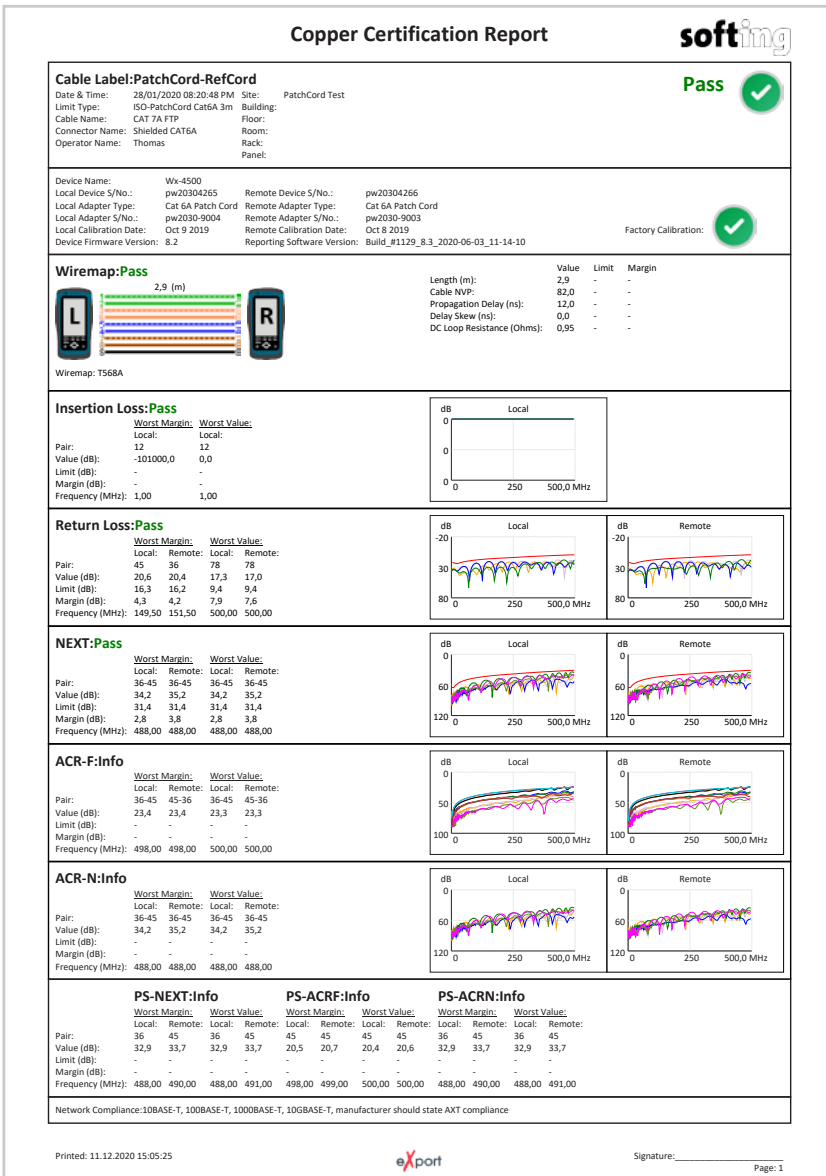 Copper Certification Report
softing
Cable Label:PatchCord-RefCord
Pass
Date & Time: 28/01/2020 08:20:48 PM Site: PatchCord Test
Limit Type: ISO-PatchCord Cat6A 3m Building:
Cable Name: CAT 7A FTP Floor:
Connector Name: Shielded CAT6A Room:
Operator Name: Thomas Rack:
Panel:
Device Name: Wx-4500
Local Device S/No.: pw20304265 Remote Device S/No.: pw20304266
Local Adapter Type: Cat 6A Patch Cord Remote Adapter Type: Cat 6A Patch Cord
Local Adapter S/No.: pw2030-9004 Remote Adapter S/No.: pw2030-9003
Local Calibration Date: Oct 9 2019 Remote Calibration Date: Oct 8 2019 Factory Calibration:
Device Firmware Version: 8.2 Reporting Software Version: Build_#1129_8.3_2020-06-03_11-14-10
Wiremap:Pass
2,9 (m)
L R
Wiremap: T568A
Value Limit Margin
Length (m): 2,9 - -
Cable NVP: 82,0 - -
Propagation Delay (ns): 12,0 - -
Delay Skew (ns): 0,0 - -
DC Loop Resistance (Ohms): 0,95 - -
Insertion Loss:Pass
Worst Margin: Worst Value:
Local: Local:
Pair: 12 12
Value (dB): -101000,0 0,0
Limit (dB): - -
Margin (dB): - -
Frequency (MHz): 1,00 1,00
dB Local
0
0
0
0 250 500,0 MHz
Return Loss:Pass
Worst Margin: Worst Value:
Local: Remote: Local: Remote:
Pair: 45 36 78 78
Value (dB): 20,6 20,4 17,3 17,0
Limit (dB): 16,3 16,2 9,4 9,4
Margin (dB): 4,3 4,2 7,9 7,6
Frequency (MHz): 149,50 151,50 500,00 500,00
dB Local
-20
30
80
0 250 500,0 MHz
dB Remote
-20
30
80
0 250 500,0 MHz
NEXT:Pass
Worst Margin: Worst Value:
Local: Remote: Local: Remote:
Pair: 36-45 36-45 36-45 36-45
Value (dB): 34,2 35,2 34,2 35,2
Limit (dB): 31,4 31,4 31,4 31,4
Margin (dB): 2,8 3,8 2,8 3,8
Frequency (MHz): 488,00 488,00 488,00 488,00
dB Local
0
60
120
0 250 500,0 MHz
dB Remote
0
60
120
0 250 500,0 MHz
ACR-F:Info
Worst Margin: Worst Value:
Local: Remote: Local: Remote:
Pair: 36-45 45-36 36-45 45-36
Value (dB): 23,4 23,4 23,3 23,3
Limit (dB): - - - -
Margin (dB): - - - -
Frequency (MHz): 498,00 498,00 500,00 500,00
dB Local
0
50
100
0 250 500,0 MHz
dB Remote
0
50
100
0 250 500,0 MHz
ACR-N:Info
Worst Margin: Worst Value:
Local: Remote: Local: Remote:
Pair: 36-45 36-45 36-45 36-45
Value (dB): 34,2 35,2 34,2 35,2
Limit (dB): - - - -
Margin (dB): - - - -
Frequency (MHz): 488,00 488,00 488,00 488,00
dB Local
0
60
120
0 250 500,0 MHz
dB Remote
0
60
120
0 250 500,0 MHz
PS-NEXT:Info PS-ACRF:Info PS-ACRN:Info
Worst Margin: Worst Value: Worst Margin: Worst Value: Worst Margin: Worst Value:
Local: Remote: Local: Remote: Local: Remote: Local: Remote: Local: Remote: Local: Remote:
Pair: 36 45 36 45 45 45 45 45 36 45 36 45
Value (dB): 32,9 33,7 32,9 33,7 20,5 20,7 20,4 20,6 32,9 33,7 32,9 33,7
Limit (dB): - - - - - - - - - - - -
Margin (dB): - - - - - - - - - - - -
Frequency (MHz): 488,00 490,00 488,00 491,00 498,00 499,00 500,00 500,00 488,00 490,00 488,00 491,00
Network Compliance:10BASE-T, 100BASE-T, 1000BASE-T, 10GBASE-T, manufacturer should state AXT compliance
Printed: 11.12.2020 15:05:25
eXport
Signature:
Page: 1